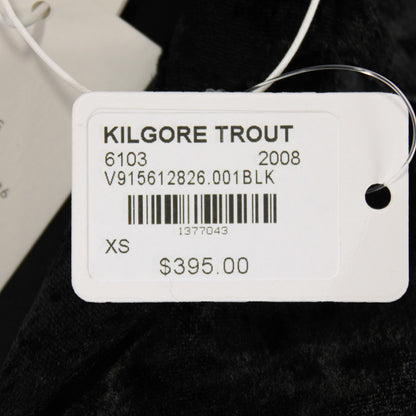 KILGORE TROUT
6103 2008
V915612826.001BLK
1377043
XS
$395.00